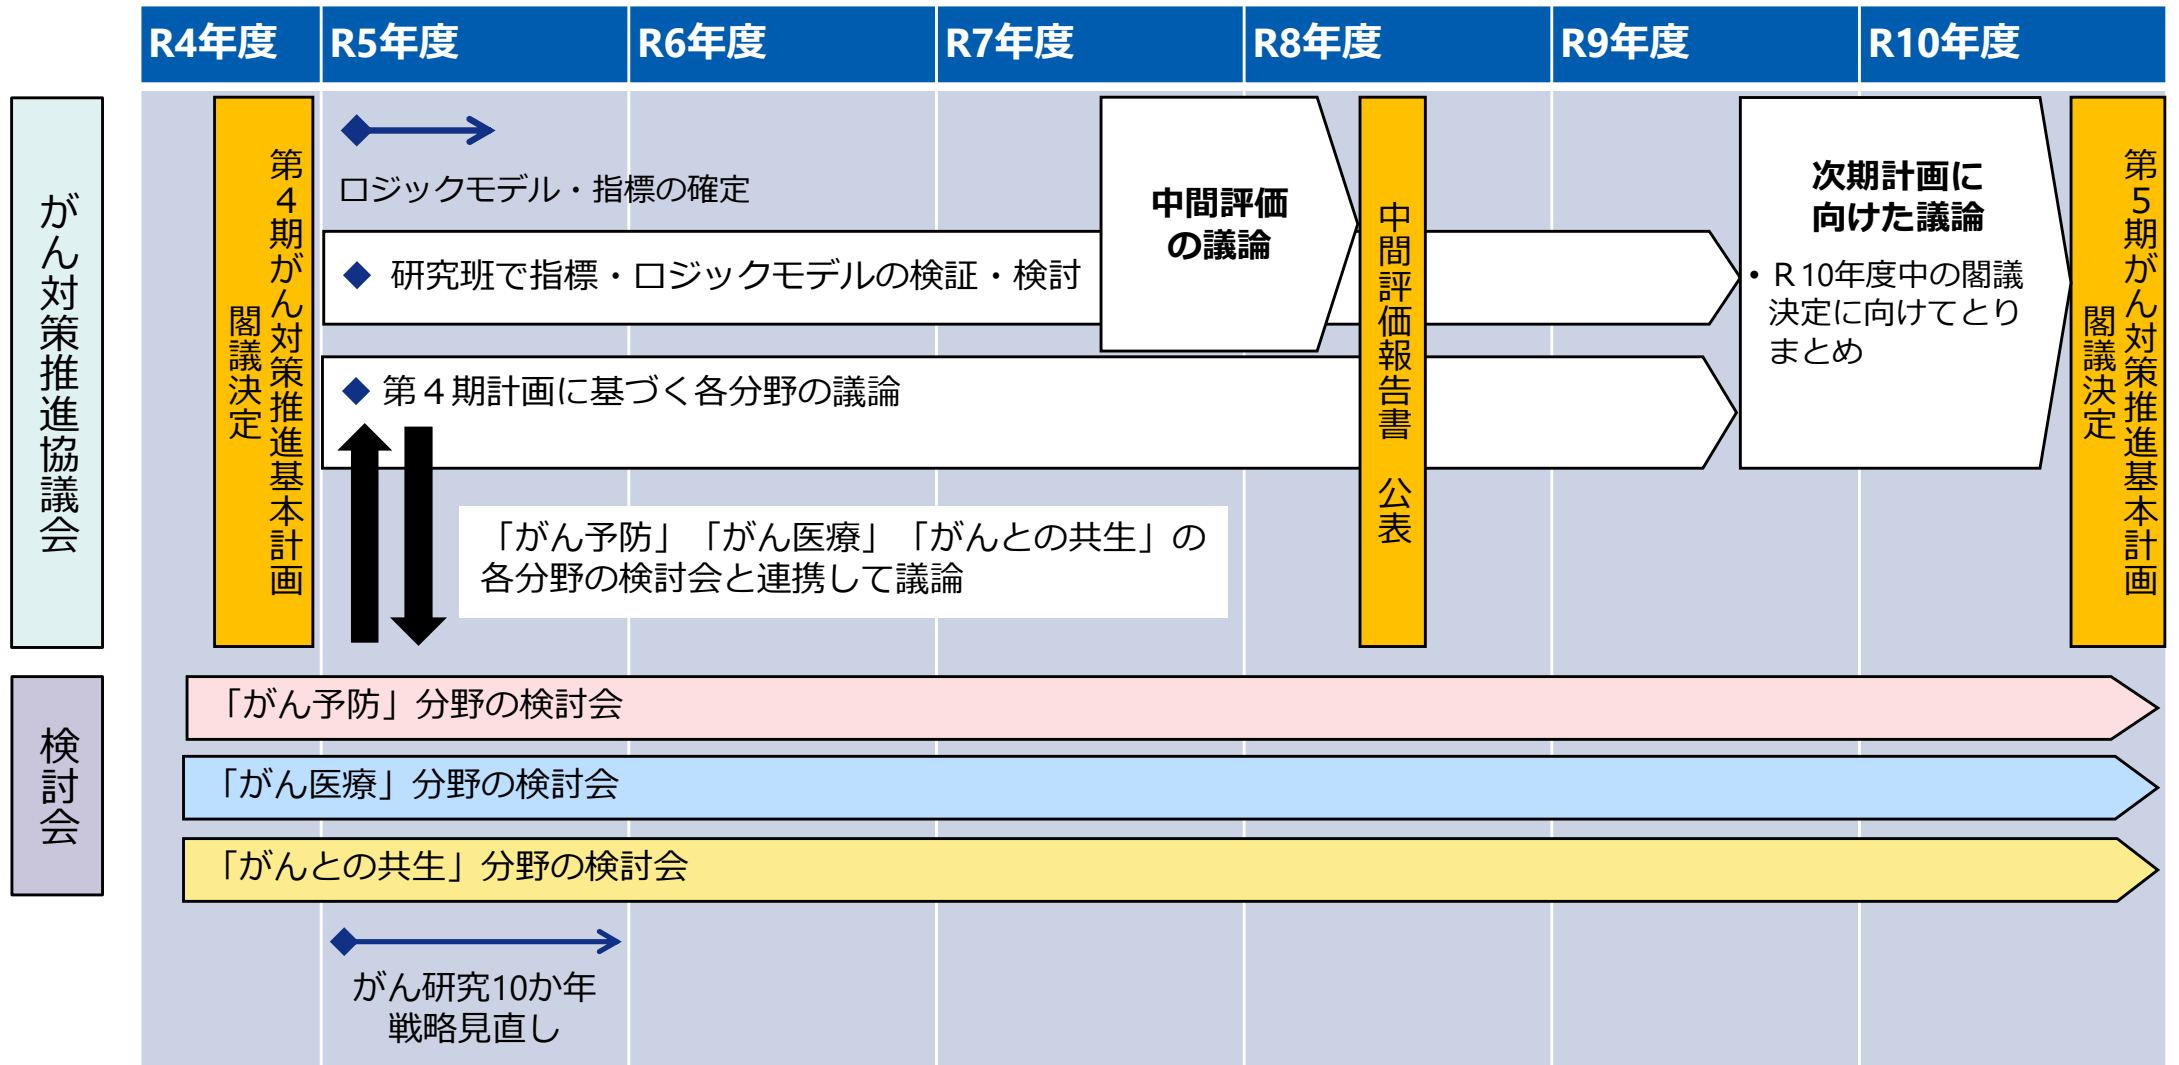 R4年度
R5年度
R6年度
R7年度
R8年度
R9年度
R10年度
がん対策推進協議会
第4期がん対策推進基本計画
閣議決定
ロジックモデル・指標の確定
研究班で指標・ロジックモデルの検証・検討
第4期計画に基づく各分野の議論
「がん予防」「がん医療」「がんとの共生」の
各分野の検討会と連携して議論
中間評価
の議論
中間評価報告書 公表
次期計画に
向けた議論
• R10年度中の閣議
決定に向けてとり
まとめ
第5期がん対策推進基本計画
閣議決定
検討会
「がん予防」分野の検討会
「がん医療」分野の検討会
「がんとの共生」分野の検討会
がん研究10か年
戦略見直し